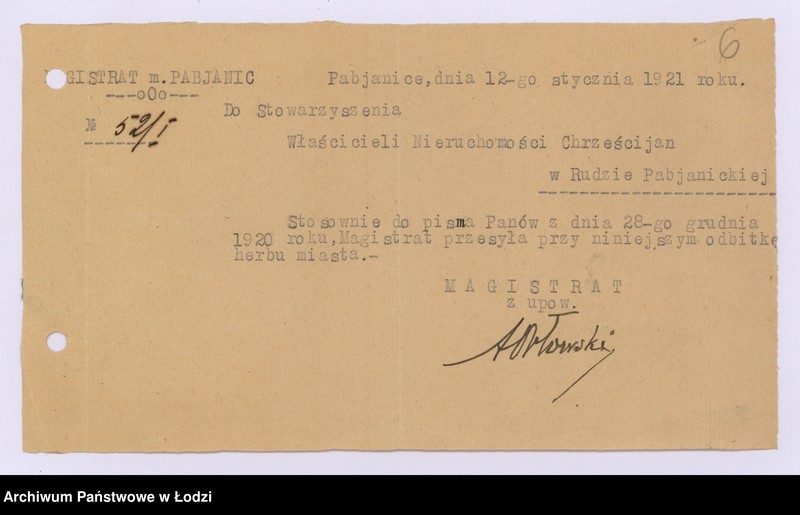 6
GISTRAT m. PABJANIC
---oOo---
Pabjanice, dnia 12-go stycznia 1921 roku.
№ 52/I
Do Stowarzyszenia
Właścicieli Nieruchomości Chrześcijan
w Rudzie Pabjanickiej
Stosownie do pisma Panów z dnia 28-go grudnia
1920 roku, Magistrat przesyła przy niniejszym odbitkę
herbu miasta.-
M A G I S T R A T
z upow.
AOrłowski
Archiwum Państwowe w Łodzi